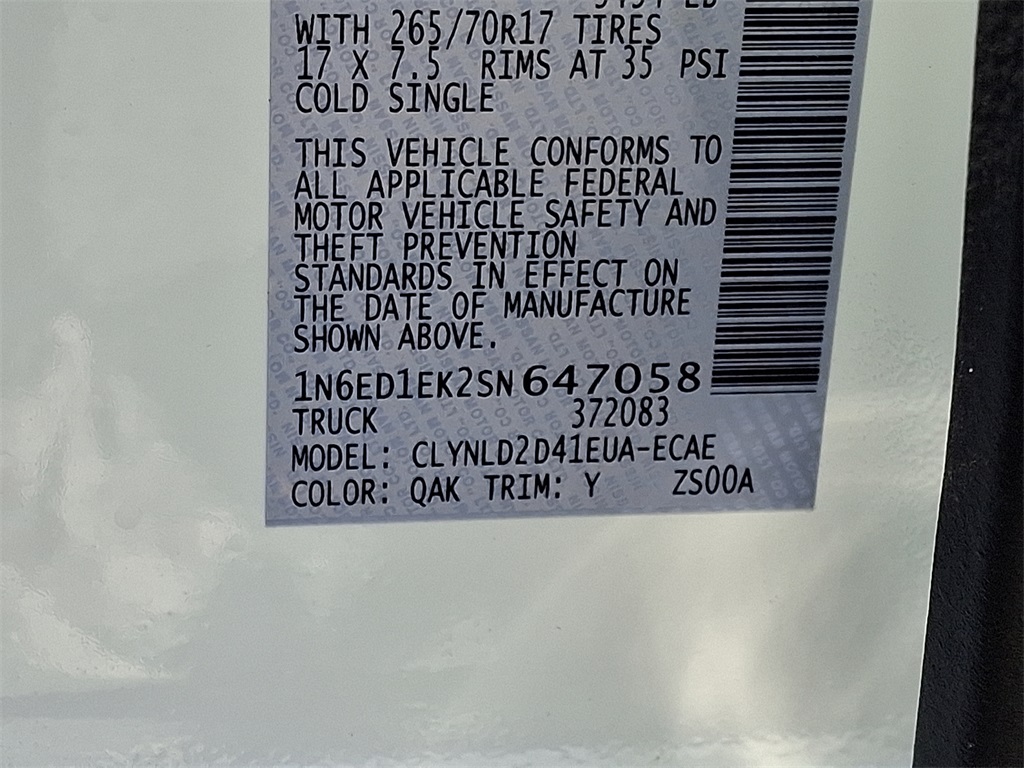 WITH 265/70R17 TIRES
17 X 7.5 RIMS AT 35 PSI
COLD SINGLE
THIS VEHICLE CONFORMS TO
ALL APPLICABLE FEDERAL
MOTOR VEHICLE SAFETY AND
THEFT PREVENTION
STANDARDS IN EFFECT ON
THE DATE OF MANUFACTURE
SHOWN ABOVE.
1N6ED1EK2SN647058
TRUCK 372083
MODEL: CLYNLD2D41EUA-ECAE
COLOR: QAK TRIM: Y ZS00A